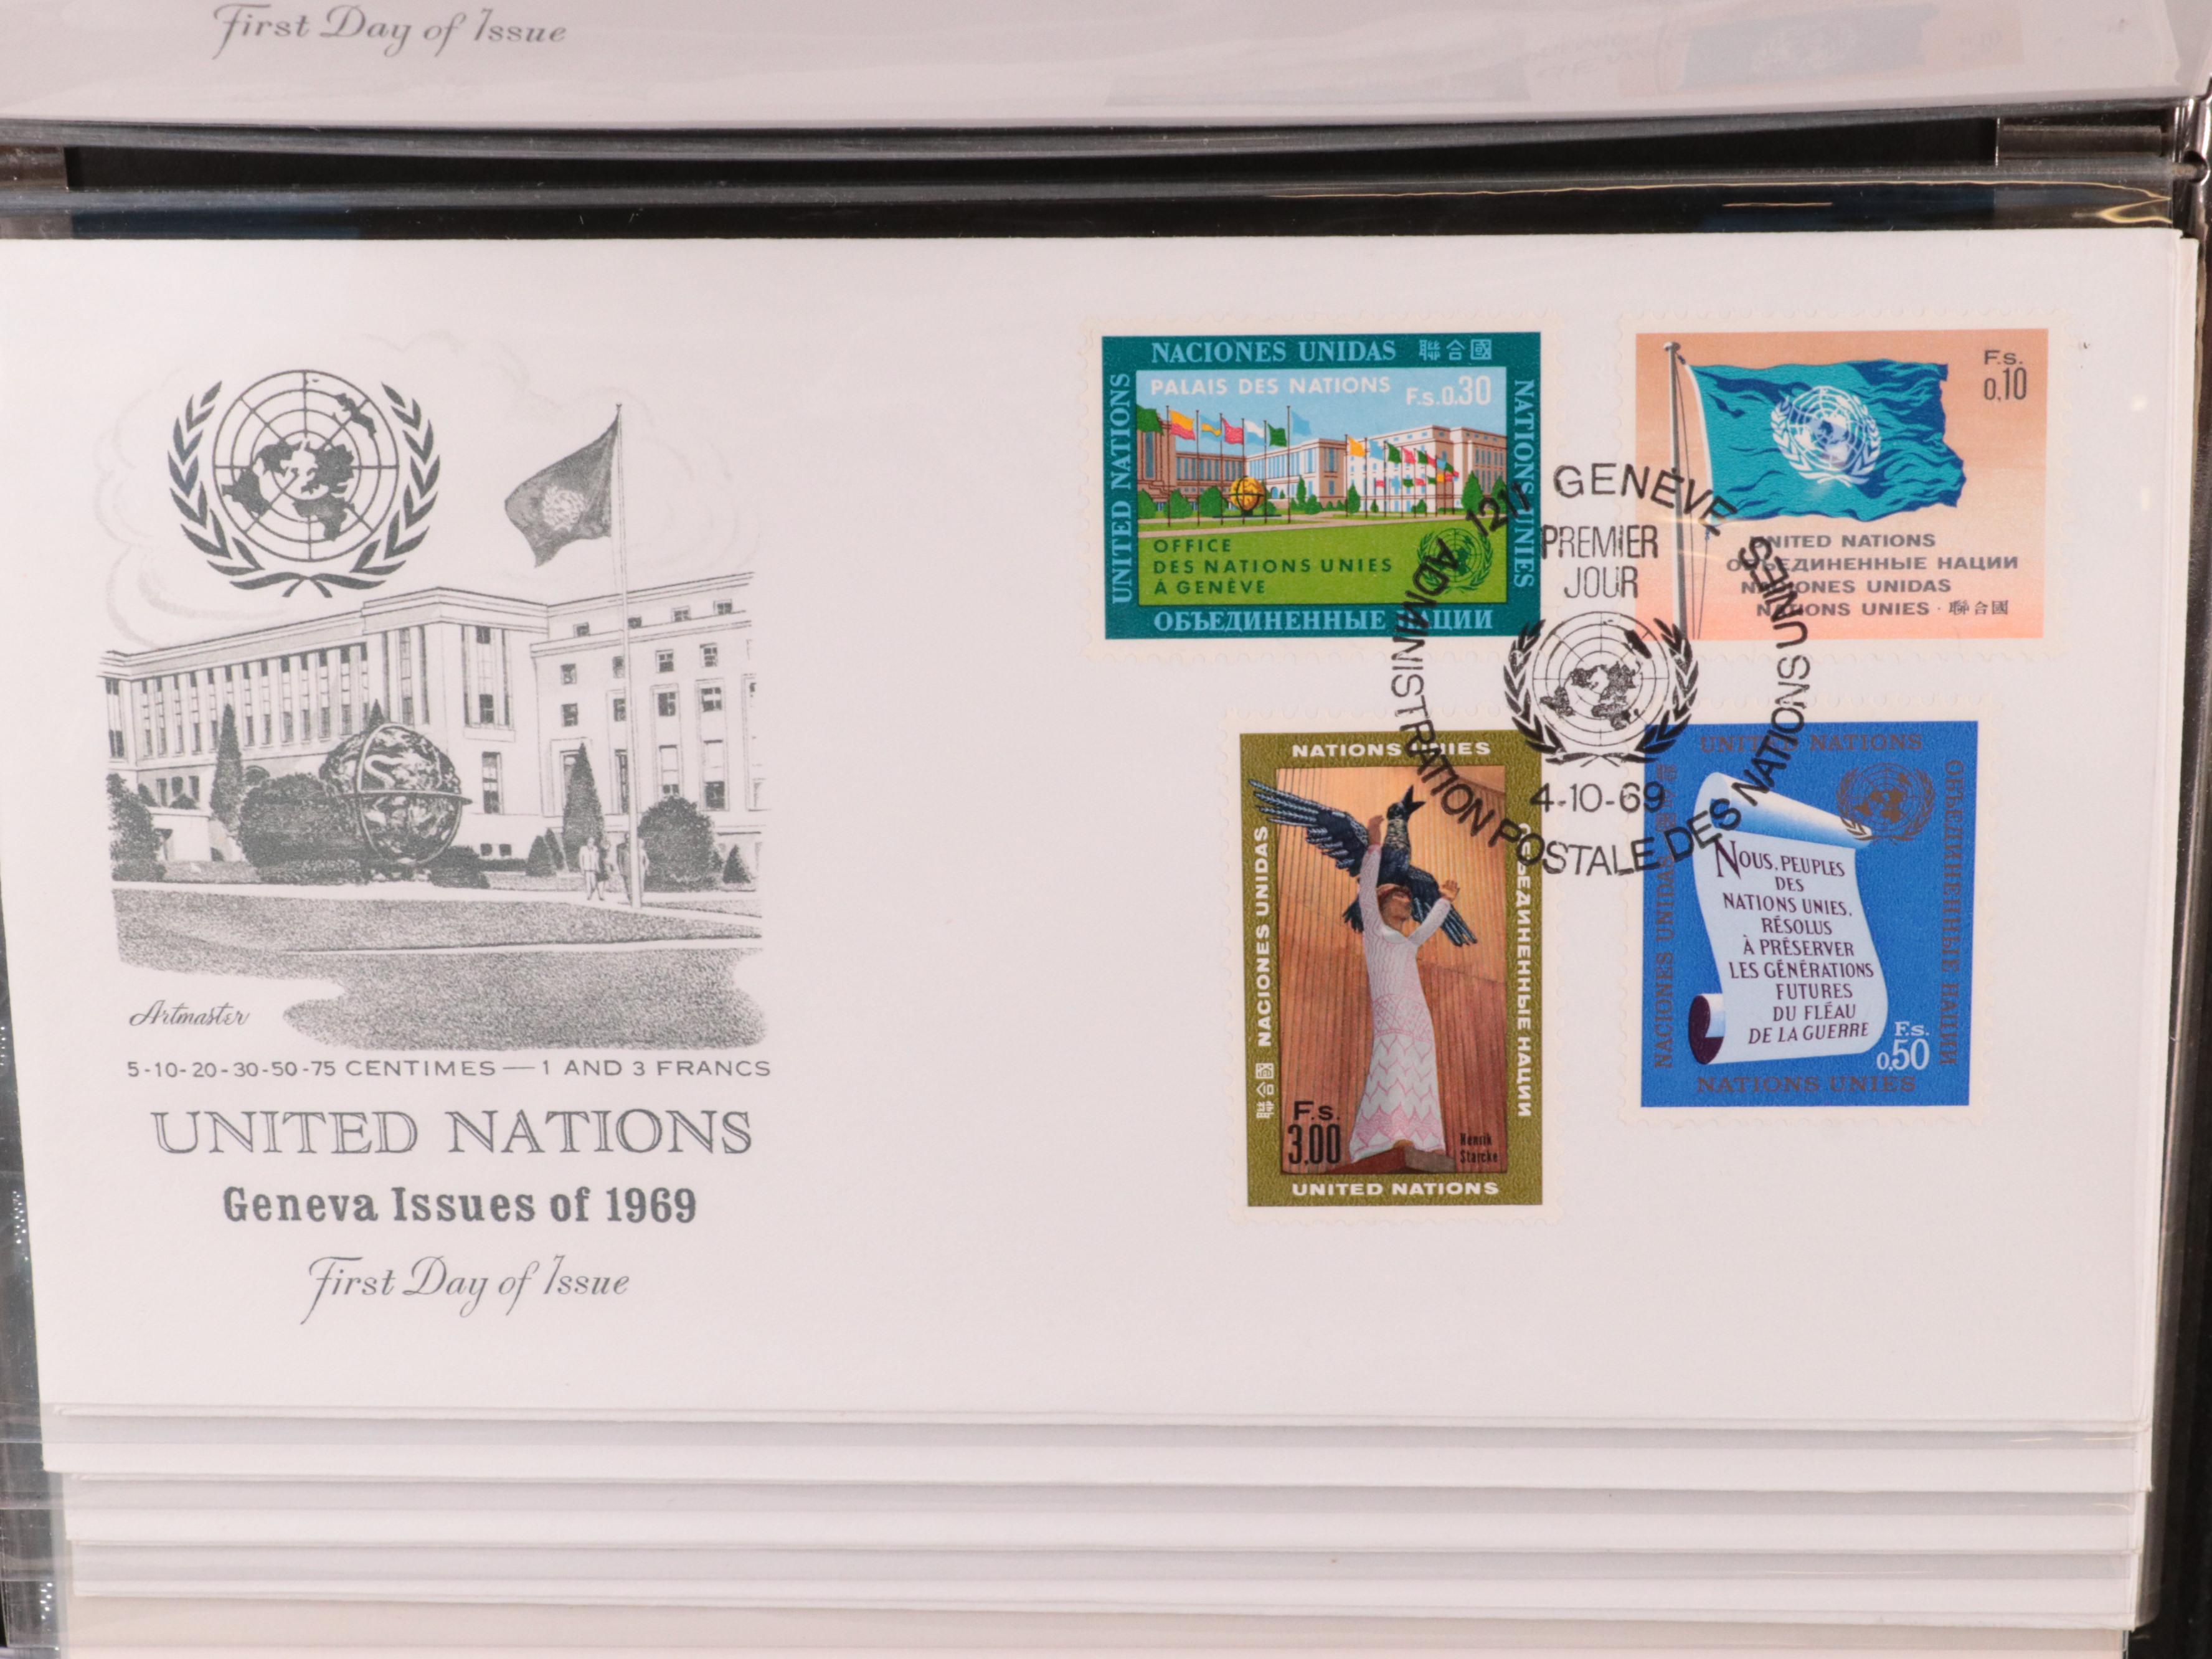 First Day of Issue
Artmaster
5-10-20-30-50-75 CENTIMES — 1 AND 3 FRANCS
UNITED NATIONS
Geneva Issues of 1969
First Day of Issue
NACIONES UNIDAS 聯合國
UNITED NATIONS
PALAIS DES NATIONS
F.s.0.30
NATIONS UNIES
OFFICE
DES NATIONS UNIES
À GENÈVE
ОБЪЕДИНЕННЫЕ НАЦИИ
F.s.
0,10
UNITED NATIONS
ОБЪЕДИНЕННЫЕ НАЦИИ
NACIONES UNIDAS
NATIONS UNIES · 聯合國
1211 GENÈVE
PREMIER
JOUR
4-10-69
ADMINISTRATION POSTALE DES NATIONS UNIES
NATIONS UNIES
聯合國 NACIONES UNIDAS
ОБЪЕДИНЕННЫЕ НАЦИИ
F.s.
3,00
Henrik
Starcke
UNITED NATIONS
UNITED NATIONS
NACIONES UNIDAS
ОБЪЕДИНЕННЫЕ НАЦИИ
NOUS, PEUPLES
DES
NATIONS UNIES,
RÉSOLUS
À PRÉSERVER
LES GÉNÉRATIONS
FUTURES
DU FLÉAU
DE LA GUERRE
F.s.
0,50
NATIONS UNIES